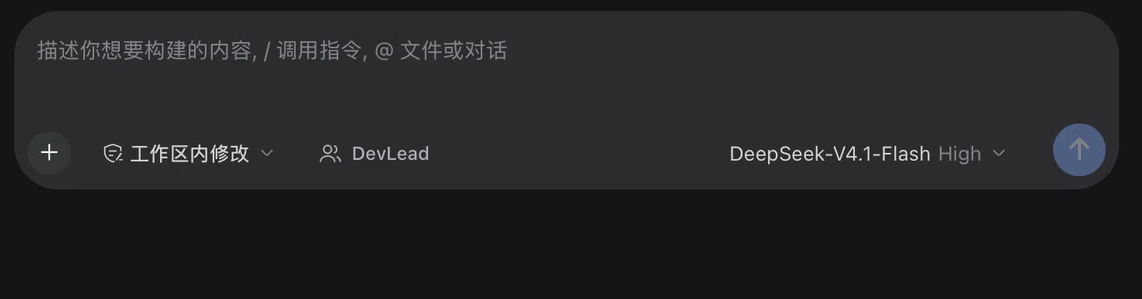 描述你想要构建的内容, / 调用指令, @ 文件或对话
工作区内修改 DevLead DeepSeek-V4.1-Flash High